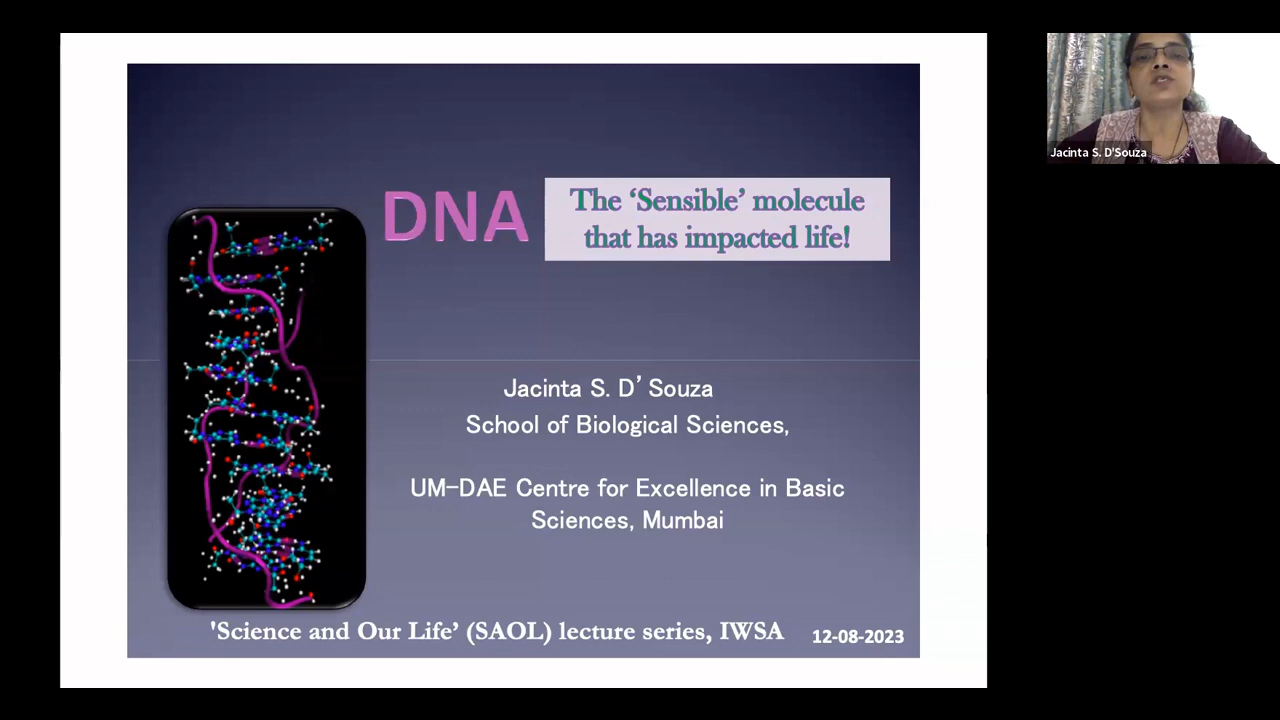 DNA
The ‘Sensible’ molecule
that has impacted life!
Jacinta S. D’Souza
School of Biological Sciences,
UM-DAE Centre for Excellence in Basic
Sciences, Mumbai
'Science and Our Life’ (SAOL) lecture series, IWSA
12-08-2023
Jacinta S. D'Souza